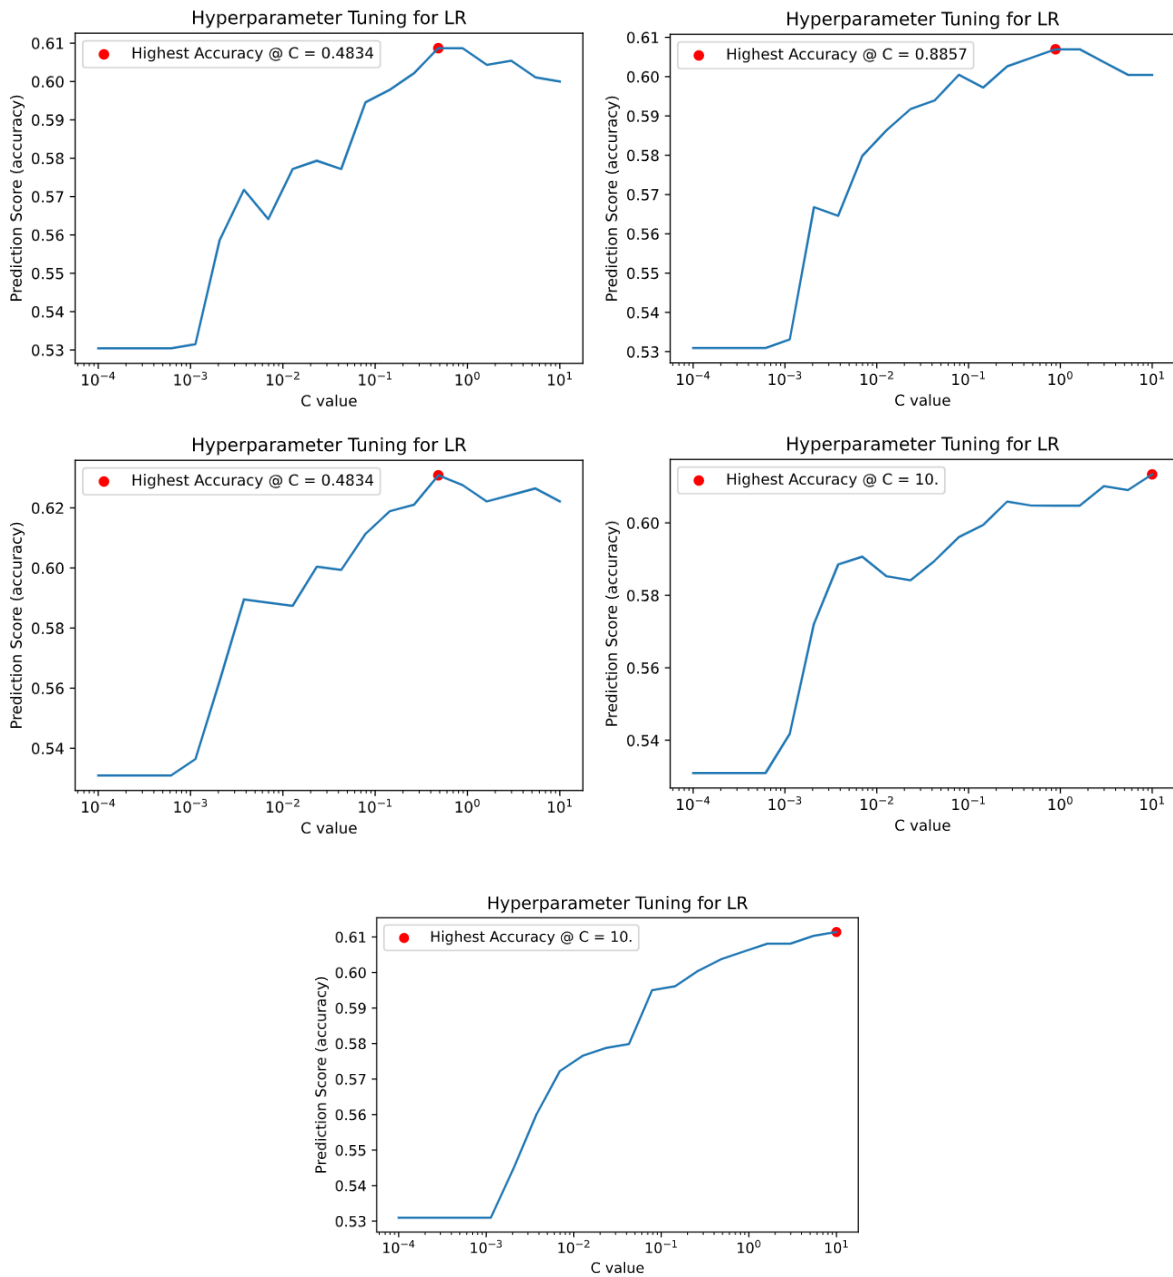 Hyperparameter Tuning for LR
Highest Accuracy @ C = 0.4834
Prediction Score (accuracy)
0.61
0.60
0.59
0.58
0.57
0.56
0.55
0.54
0.53
10⁻⁴ 10⁻³ 10⁻² 10⁻¹ 10⁰ 10¹
C value
Hyperparameter Tuning for LR
Highest Accuracy @ C = 0.8857
Prediction Score (accuracy)
0.61
0.60
0.59
0.58
0.57
0.56
0.55
0.54
0.53
10⁻⁴ 10⁻³ 10⁻² 10⁻¹ 10⁰ 10¹
C value
Hyperparameter Tuning for LR
Highest Accuracy @ C = 0.4834
Prediction Score (accuracy)
0.62
0.60
0.58
0.56
0.54
10⁻⁴ 10⁻³ 10⁻² 10⁻¹ 10⁰ 10¹
C value
Hyperparameter Tuning for LR
Highest Accuracy @ C = 10.
Prediction Score (accuracy)
0.60
0.58
0.56
0.54
10⁻⁴ 10⁻³ 10⁻² 10⁻¹ 10⁰ 10¹
C value
Hyperparameter Tuning for LR
Highest Accuracy @ C = 10.
Prediction Score (accuracy)
0.61
0.60
0.59
0.58
0.57
0.56
0.55
0.54
0.53
10⁻⁴ 10⁻³ 10⁻² 10⁻¹ 10⁰ 10¹
C value